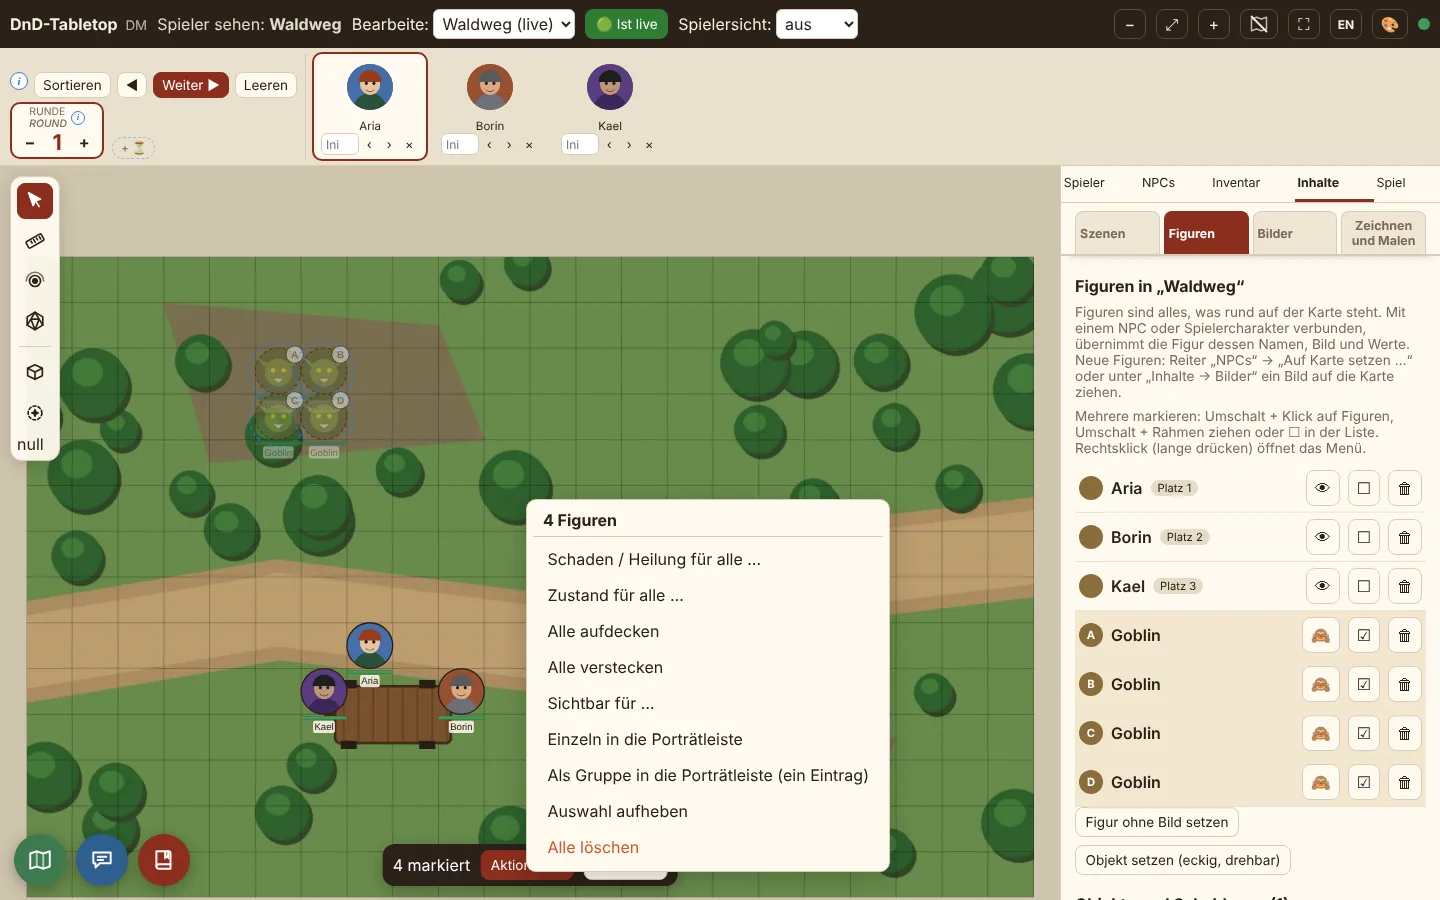 DnD-Tabletop DM Spieler sehen: Waldweg Bearbeite: Waldweg (live) Ist live Spielersicht: aus
EN
Sortieren ◀ Weiter ▶ Leeren
RUNDE
ROUND
− 1 +
+ ⏳
Aria
Borin
Kael
Ini ‹ › ×
Ini ‹ › ×
Ini ‹ › ×
null
A
B
C
D
Goblin
Goblin
Aria
Kael
Borin
4 Figuren
Schaden / Heilung für alle ...
Zustand für alle ...
Alle aufdecken
Alle verstecken
Sichtbar für ...
Einzeln in die Porträtleiste
Als Gruppe in die Porträtleiste (ein Eintrag)
Auswahl aufheben
Alle löschen
4 markiert
Spieler NPCs Inventar Inhalte Spiel
Szenen
Figuren
Bilder
Zeichnen
und Malen
Figuren in „Waldweg“
Figuren sind alles, was rund auf der Karte steht. Mit
einem NPC oder Spielercharakter verbunden,
übernimmt die Figur dessen Namen, Bild und Werte.
Neue Figuren: Reiter „NPCs“ → „Auf Karte setzen ...“
oder unter „Inhalte → Bilder“ ein Bild auf die Karte
ziehen.
Mehrere markieren: Umschalt + Klick auf Figuren,
Umschalt + Rahmen ziehen oder ☐ in der Liste.
Rechtsklick (lange drücken) öffnet das Menü.
Aria Platz 1
Borin Platz 2
Kael Platz 3
A Goblin
B Goblin
C Goblin
D Goblin
Figur ohne Bild setzen
Objekt setzen (eckig, drehbar)